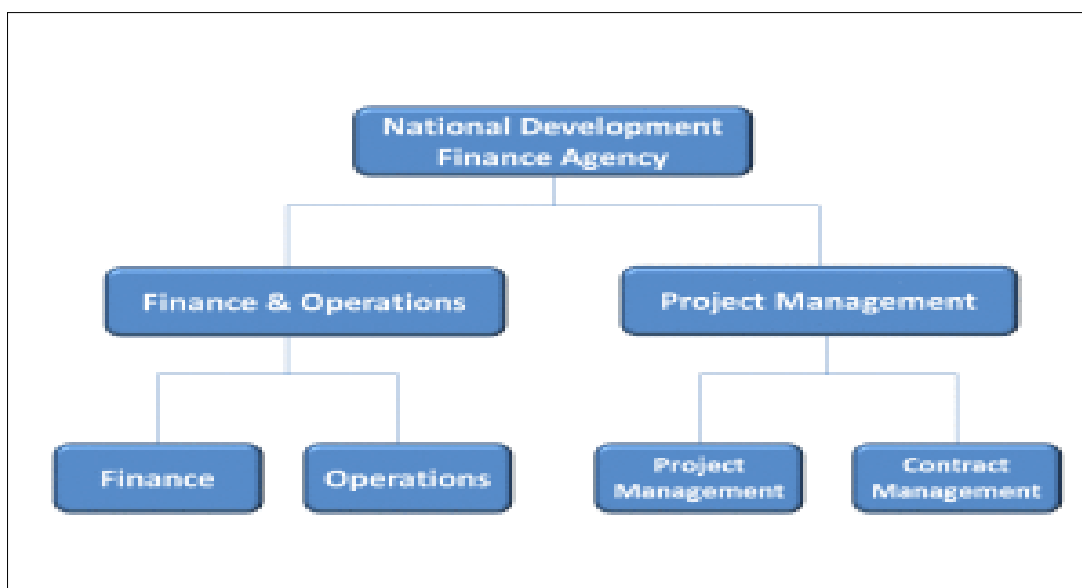 National Development
Finance Agency
Finance & Operations
Project Management
Finance
Operations
Project
Management
Contract
Management